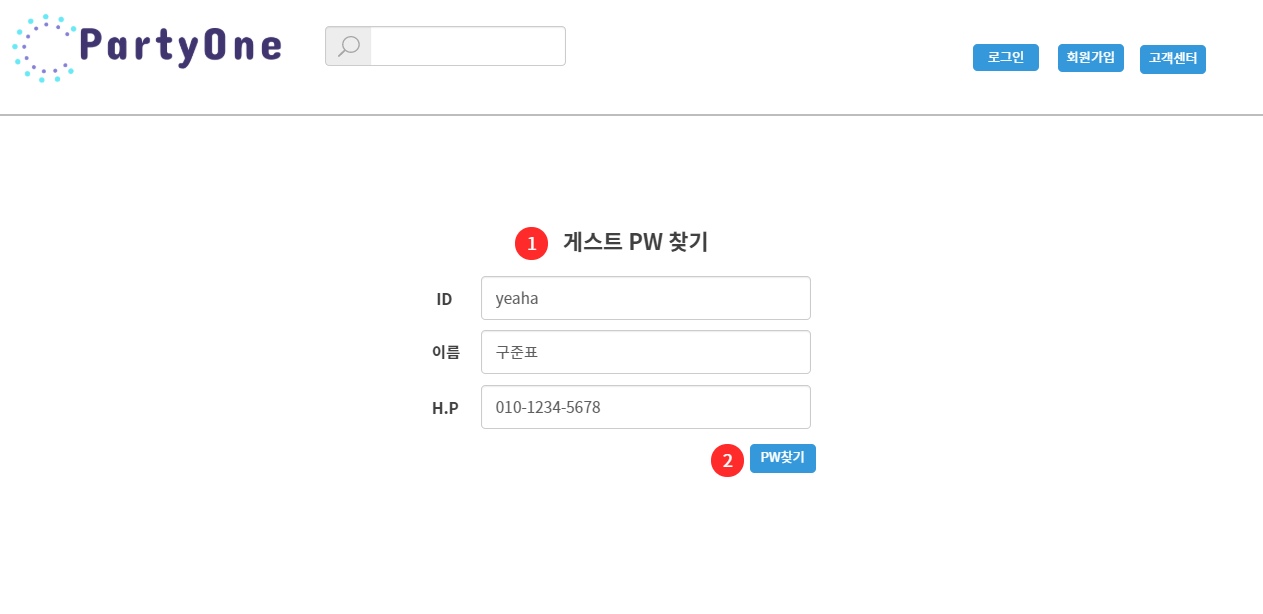 PartyOne
로그인 회원가입 고객센터
1 게스트 PW 찾기
ID yeaha
이름 구준표
H.P 010-1234-5678
2 PW찾기